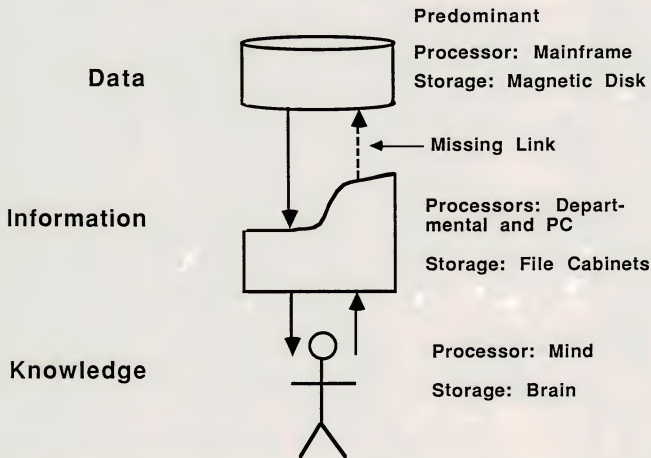 Predominant
Data
Processor: Mainframe
Storage: Magnetic Disk
Missing Link
Information
Processors: Depart-
mental and PC
Storage: File Cabinets
Knowledge
Processor: Mind
Storage: Brain